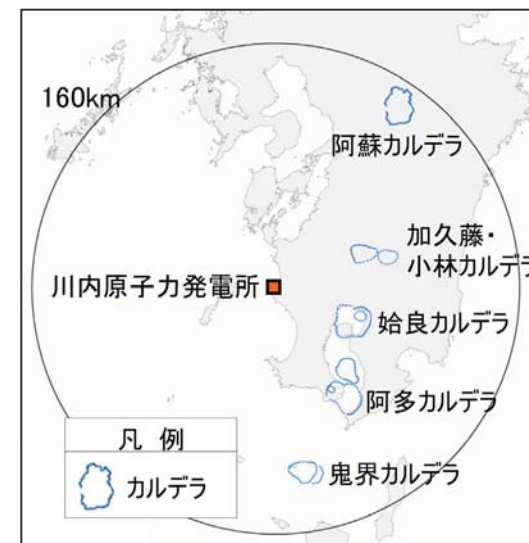 160km
阿蘇カルデラ
加久藤・
小林カルデラ
川内原子力発電所
姶良カルデラ
阿多カルデラ
鬼界カルデラ
凡 例
カルデラ